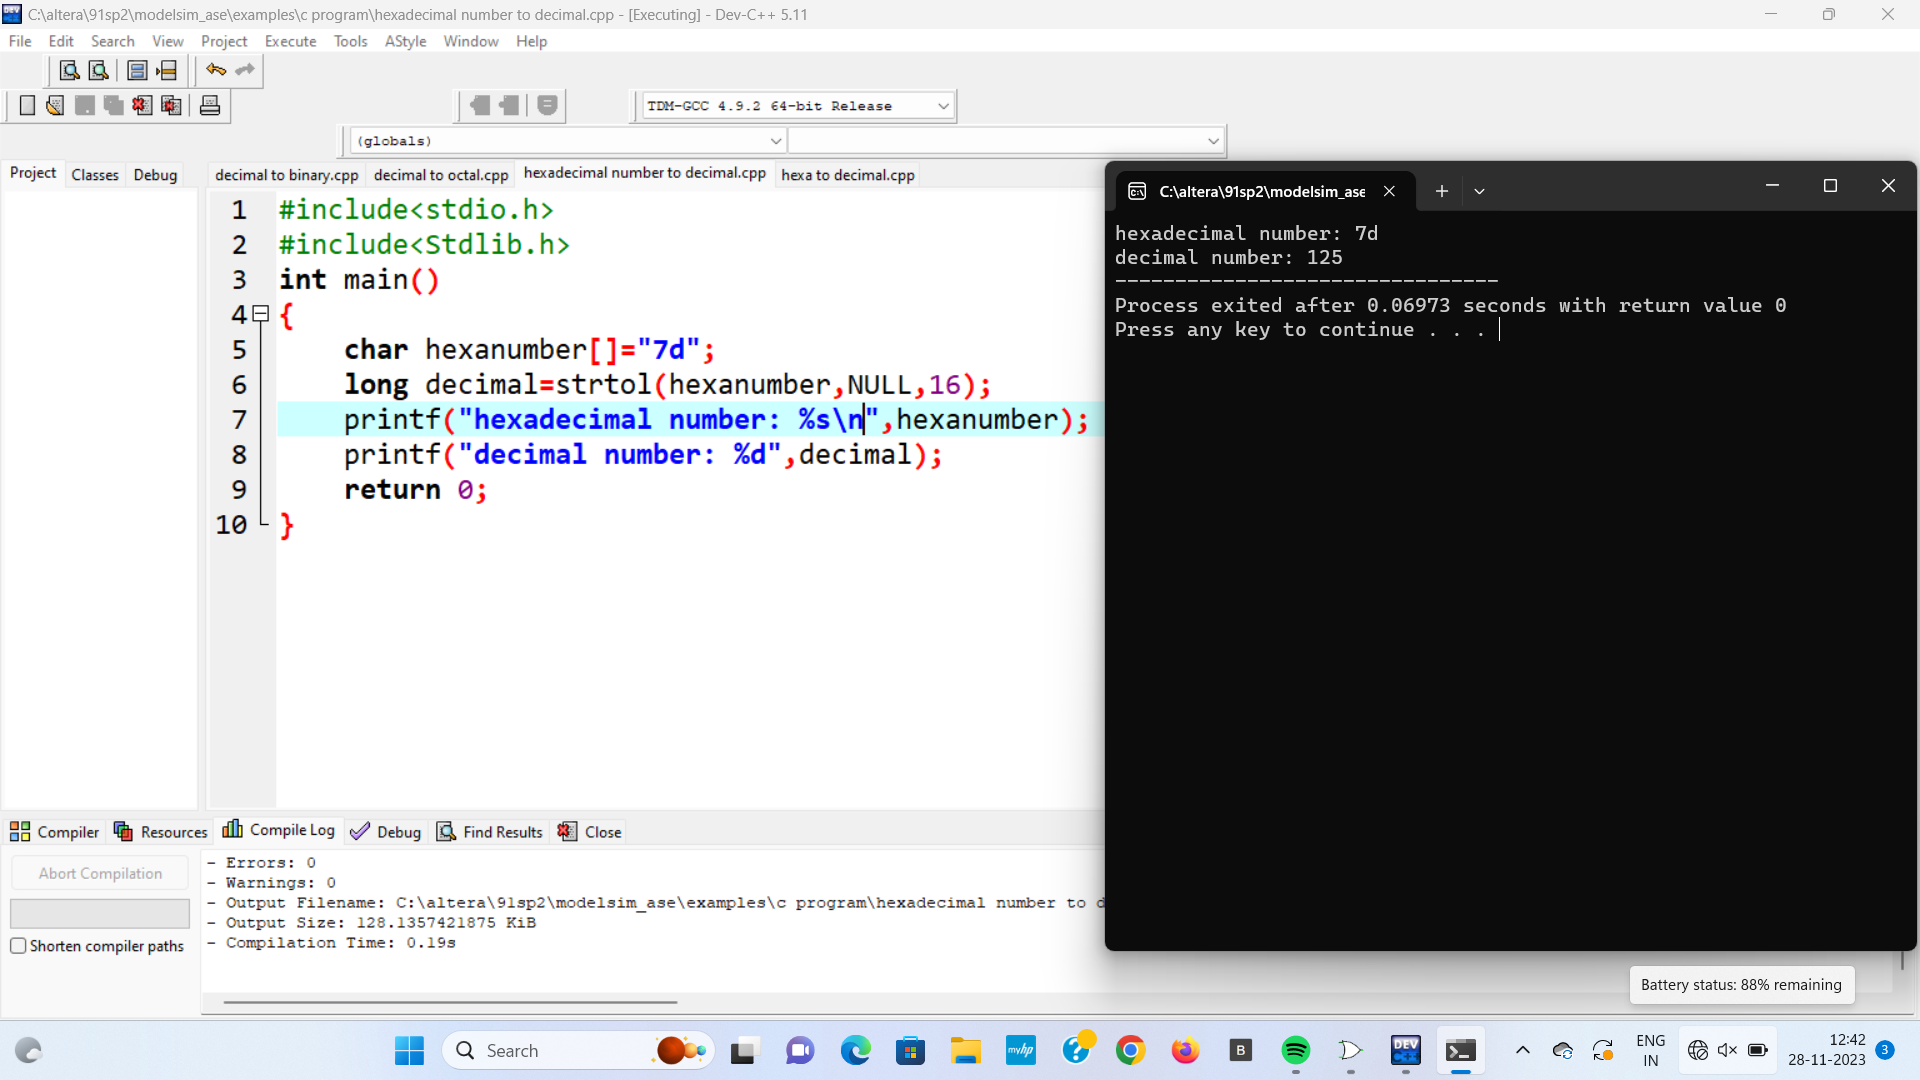 C:\altera\91sp2\modelsim_ase\examples\c program\hexadecimal number to decimal.cpp - [Executing] - Dev-C++ 5.11
File Edit Search View Project Execute Tools AStyle Window Help
TDM-GCC 4.9.2 64-bit Release
(globals)
Project Classes Debug
decimal to binary.cpp decimal to octal.cpp hexadecimal number to decimal.cpp hexa to decimal.cpp
1 #include<stdio.h>
2 #include<Stdlib.h>
3 int main()
4 {
5 char hexanumber[]="7d";
6 long decimal=strtol(hexanumber,NULL,16);
7 printf("hexadecimal number: %s\n",hexanumber);
8 printf("decimal number: %d",decimal);
9 return 0;
10 }
C:\altera\91sp2\modelsim_ase
hexadecimal number: 7d
decimal number: 125
--------------------------------
Process exited after 0.06973 seconds with return value 0
Press any key to continue . . .
Compiler Resources Compile Log Debug Find Results Close
Abort Compilation
Shorten compiler paths
- Errors: 0
- Warnings: 0
- Output Filename: C:\altera\91sp2\modelsim_ase\examples\c program\hexadecimal number to d
- Output Size: 128.1357421875 KiB
- Compilation Time: 0.19s
Battery status: 88% remaining
Search
myhp
B
DEV
ENG
IN
12:42
28-11-2023
3